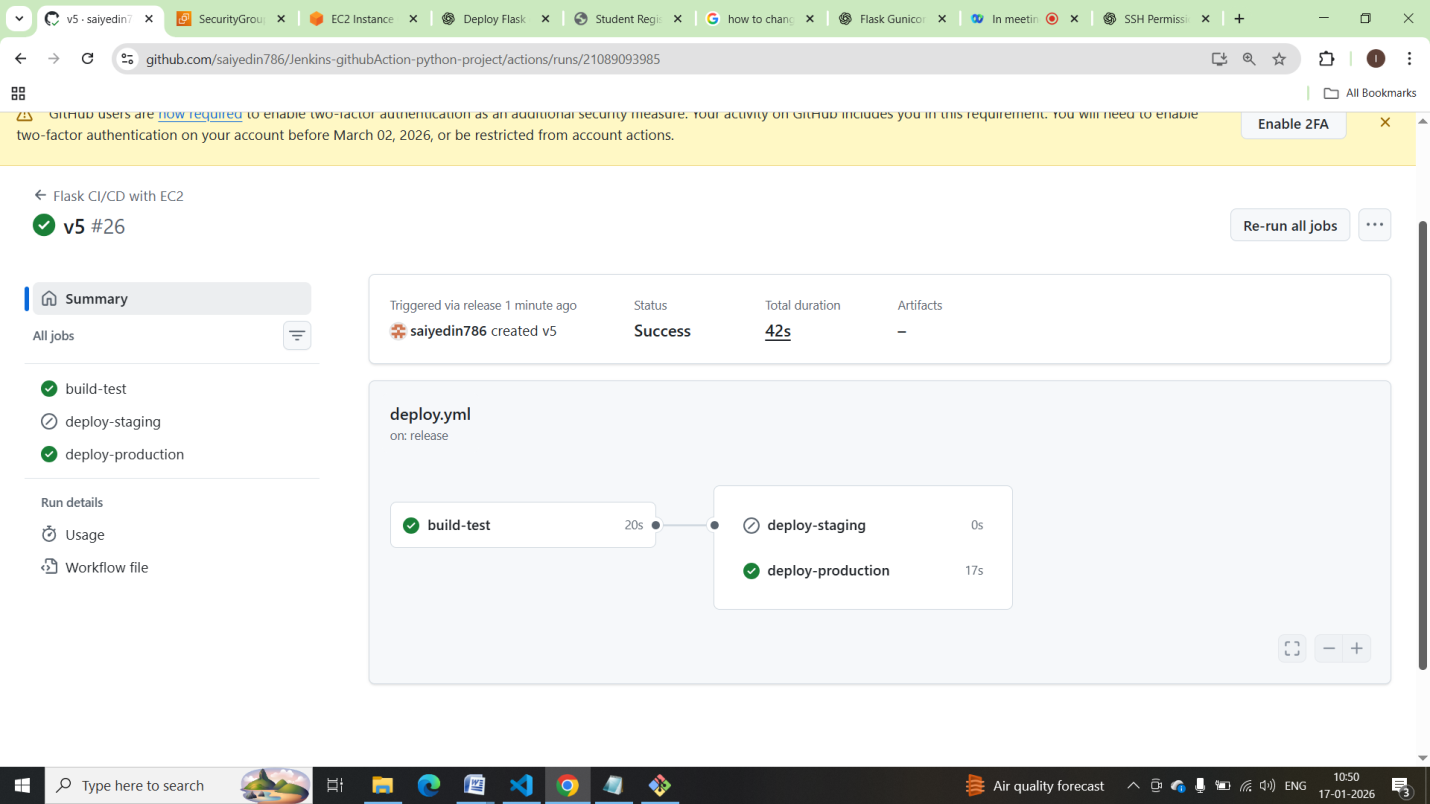 v5 · saiyedin7
SecurityGroup
EC2 Instance
Deploy Flask
Student Regis
how to chang
Flask Gunicor
In meetin
SSH Permissi
github.com/saiyedin786/Jenkins-githubAction-python-project/actions/runs/21089093985
I
All Bookmarks
GitHub users are now required to enable two-factor authentication as an additional security measure. Your activity on GitHub includes you in this requirement. You will need to enable
two-factor authentication on your account before March 02, 2026, or be restricted from account actions.
Enable 2FA
Flask CI/CD with EC2
v5 #26
Re-run all jobs
Summary
All jobs
build-test
deploy-staging
deploy-production
Run details
Usage
Workflow file
Triggered via release 1 minute ago
saiyedin786 created v5
Status
Success
Total duration
42s
Artifacts
–
deploy.yml
on: release
build-test 20s
deploy-staging 0s
deploy-production 17s
Type here to search
Air quality forecast
ENG
10:50
17-01-2026
3